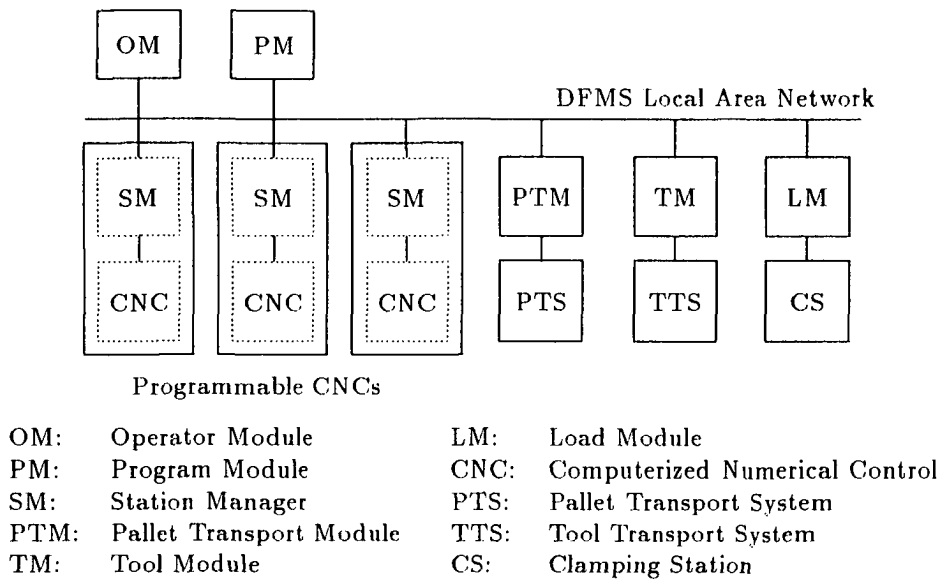 OM PM
DFMS Local Area Network
SM SM SM PTM TM LM
CNC CNC CNC PTS TTS CS
Programmable CNCs
OM: Operator Module LM: Load Module
PM: Program Module CNC: Computerized Numerical Control
SM: Station Manager PTS: Pallet Transport System
PTM: Pallet Transport Module TTS: Tool Transport System
TM: Tool Module CS: Clamping Station